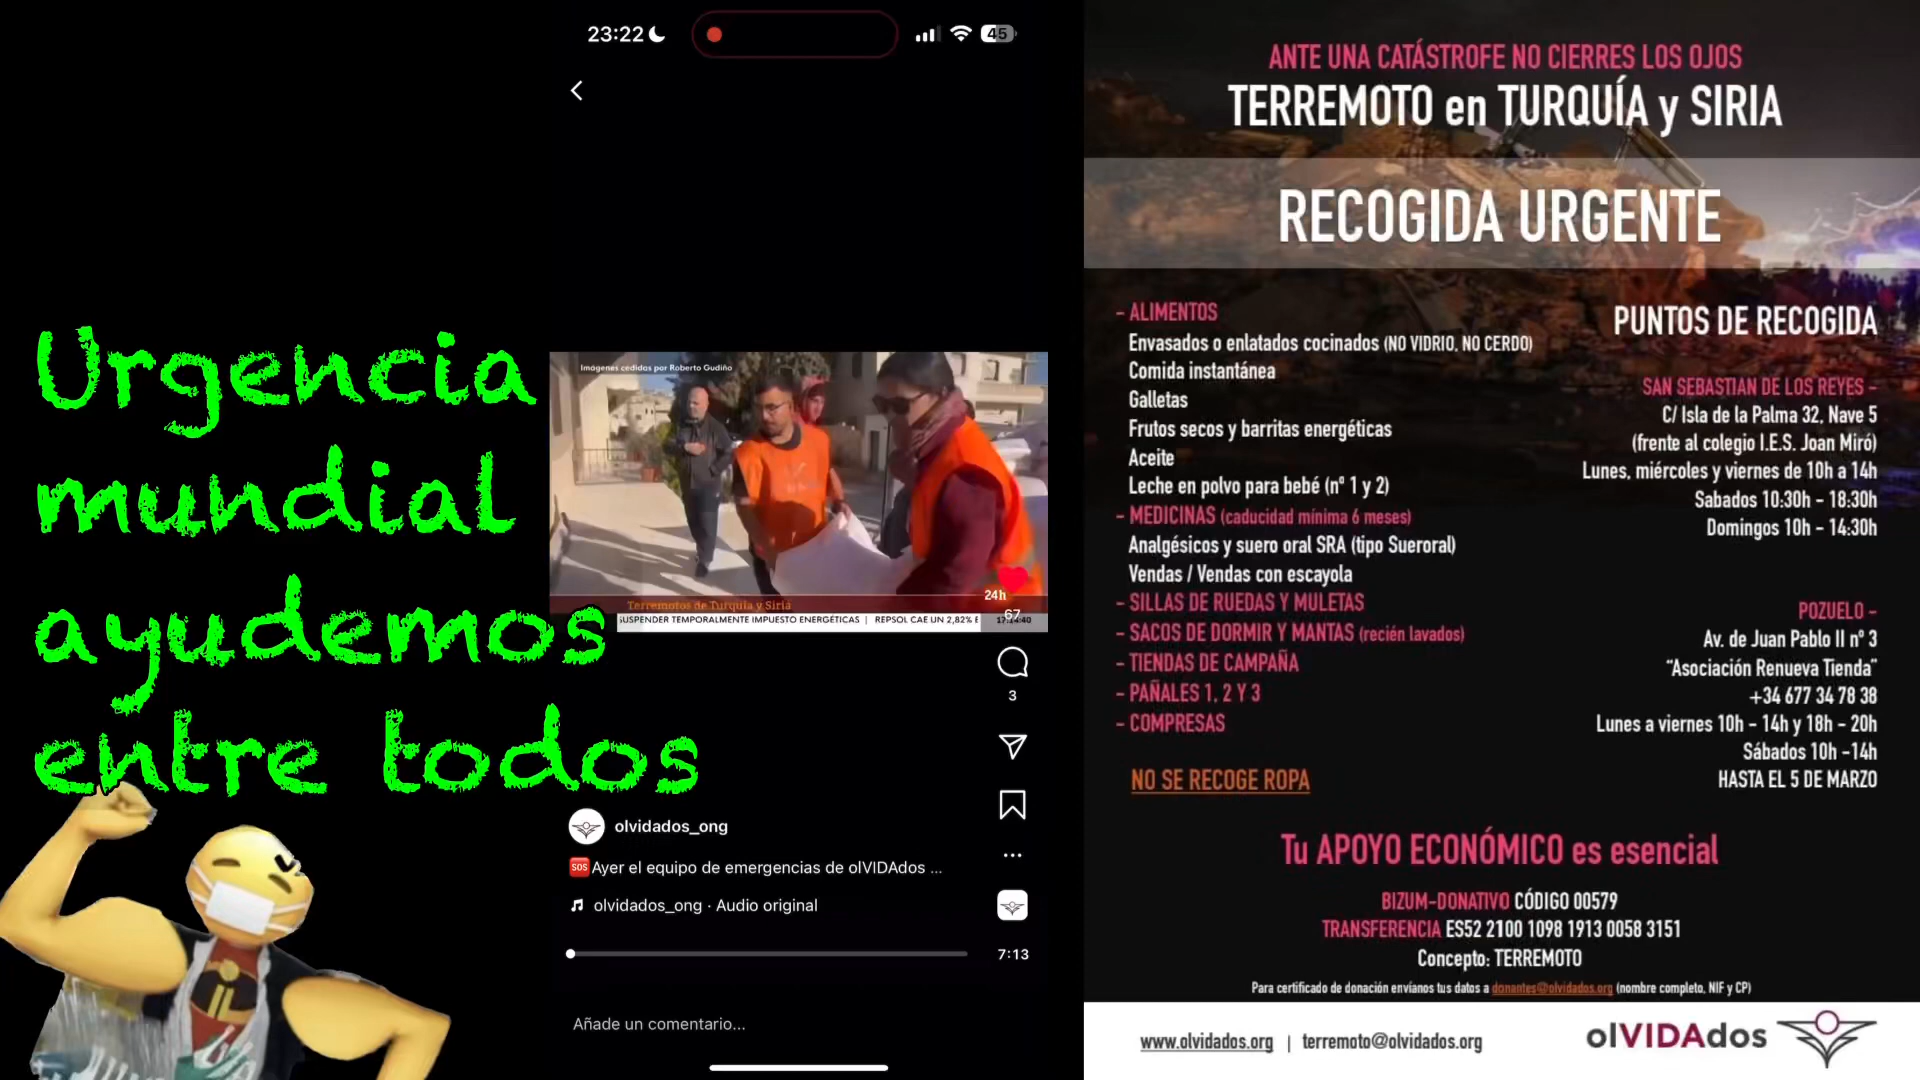 Urgencia
mundial
ayudemos
entre todos
23:22
45
Imágenes cedidas por Roberto Gudiño
24h
Terremotos de Turquía y Siria
67
SUSPENDER TEMPORALMENTE IMPUESTO ENERGÉTICAS | REPSOL CAE UN 2,82%
17:14:40
3
olvidados_ong
SOS Ayer el equipo de emergencias de olVIDAdos ...
olvidados_ong · Audio original
7:13
Añade un comentario...
ANTE UNA CATÁSTROFE NO CIERRES LOS OJOS
TERREMOTO en TURQUÍA y SIRIA
RECOGIDA URGENTE
- ALIMENTOS
Envasados o enlatados cocinados (NO VIDRIO, NO CERDO)
Comida instantánea
Galletas
Frutos secos y barritas energéticas
Aceite
Leche en polvo para bebé (nº 1 y 2)
- MEDICINAS (caducidad mínima 6 meses)
Analgésicos y suero oral SRA (tipo Sueroral)
Vendas / Vendas con escayola
- SILLAS DE RUEDAS Y MULETAS
- SACOS DE DORMIR Y MANTAS (recién lavados)
- TIENDAS DE CAMPAÑA
- PAÑALES 1, 2 Y 3
- COMPRESAS
NO SE RECOGE ROPA
PUNTOS DE RECOGIDA
SAN SEBASTIAN DE LOS REYES -
C/ Isla de la Palma 32, Nave 5
(frente al colegio I.E.S. Joan Miró)
Lunes, miércoles y viernes de 10h a 14h
Sabados 10:30h - 18:30h
Domingos 10h - 14:30h
POZUELO -
Av. de Juan Pablo II nº 3
"Asociación Renueva Tienda"
+34 677 34 78 38
Lunes a viernes 10h - 14h y 18h - 20h
Sábados 10h -14h
HASTA EL 5 DE MARZO
Tu APOYO ECONÓMICO es esencial
BIZUM-DONATIVO CÓDIGO 00579
TRANSFERENCIA ES52 2100 1098 1913 0058 3151
Concepto: TERREMOTO
Para certificado de donación envíanos tus datos a donantes@olvidados.org (nombre completo, NIF y CP)
www.olvidados.org | terremoto@olvidados.org
olVIDAdos